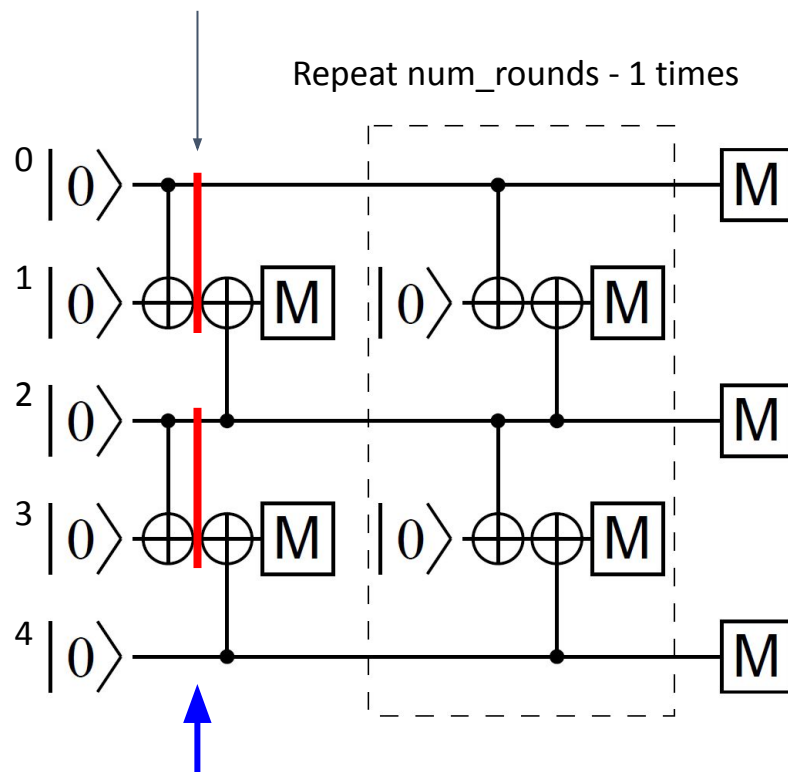 Repeat num_rounds - 1 times
0 |0⟩ M
1 |0⟩ M |0⟩ M
2 |0⟩ M
3 |0⟩ M |0⟩ M
4 |0⟩ M